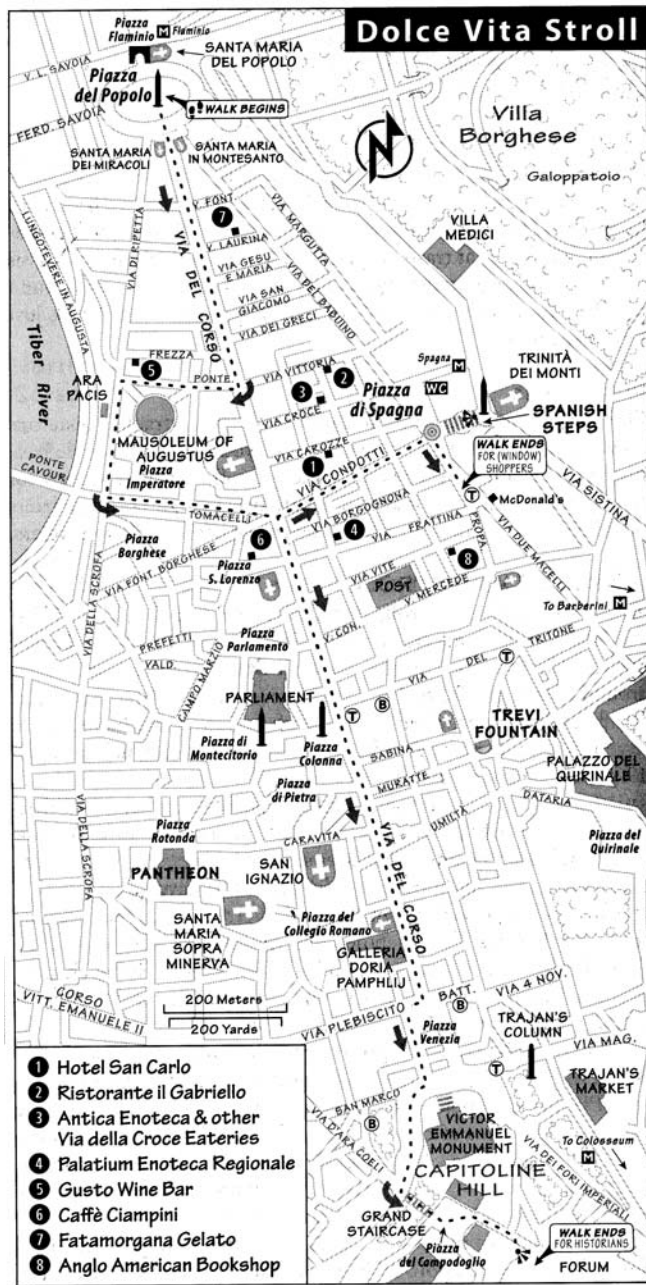 Dolce Vita Stroll
Piazza
Flaminio
M Flaminio
SANTA MARIA
DEL POPOLO
V. L. SAVOIA
Piazza
del Popolo
WALK BEGINS
FERD. SAVOIA
SANTA MARIA
DEI MIRACOLI
SANTA MARIA
IN MONTESANTO
N
Villa
Borghese
Galoppatoio
VILLA
MEDICI
LUNGOTEVERE IN AUGUSTA
VIA DI RIPETTA
VIA DEL CORSO
V. FONT.
7
V. LAURINA
VIA MARGUTTA
VIA GESU
E MARIA
VIA SAN
GIACOMO
VIA DEL BABUINO
VIA DEI GRECI
Tiber River
FREZZA
5
PONTE
ARA
PACIS
VIA VITTORIA
2
3
VIA CROCE
Spagna M
WC
Piazza
di Spagna
TRINITÀ
DEI MONTI
SPANISH
STEPS
MAUSOLEUM OF
AUGUSTUS
Piazza
Imperatore
VIA CAROZZE
1
VIA CONDOTTI
WALK ENDS
FOR (WINDOW)
SHOPPERS
T
McDonald's
VIA SISTINA
PONTE
CAVOUR
TOMACELLI
VIA BORGOGNONA
4
VIA FRATTINA
PROPA.
VIA DUE MACELLI
Piazza
Borghese
VIA FONT. BORGHESE
6
Piazza
S. Lorenzo
8
VIA VITE
POST
V. MERCEDE
To Barberini M
VIA DELLA SCROFA
PREFETTI
VALD.
CAMPO MARZIO
Piazza
Parlamento
V. CON.
VIA DEL TRITONE
T
PARLIAMENT
T
B
TREVI
FOUNTAIN
Piazza di
Montecitorio
Piazza
Colonna
SABINA
PALAZZO DEL
QUIRINALE
Piazza
di Pietra
MURATTE
UMILTÀ
DATARIA
VIA DELLA SCROFA
Piazza
Rotonda
CARAVITA
VIA DEL CORSO
Piazza del
Quirinale
PANTHEON
SAN
IGNAZIO
SANTA
MARIA
SOPRA
MINERVA
Piazza del
Collegio Romano
GALLERIA
DORIA
PAMPHLIJ
CORSO
VITT. EMANUELE II
200 Meters
200 Yards
VIA PLEBISCITO
BATT.
B
VIA 4 NOV.
Piazza
Venezia
TRAJAN'S
COLUMN
VIA MAG.
T
TRAJAN'S
MARKET
SAN MARCO
B
VICTOR
EMMANUEL
MONUMENT
To Colosseum
M
VIA D'ARA COELI
CAPITOLINE
HILL
VIA DEI FORI IMPERIALI
GRAND
STAIRCASE
Piazza
del Campodoglio
WALK ENDS
FOR HISTORIANS
FORUM
1 Hotel San Carlo
2 Ristorante il Gabriello
3 Antica Enoteca & other
Via della Croce Eateries
4 Palatium Enoteca Regionale
5 Gusto Wine Bar
6 Caffè Ciampini
7 Fatamorgana Gelato
8 Anglo American Bookshop